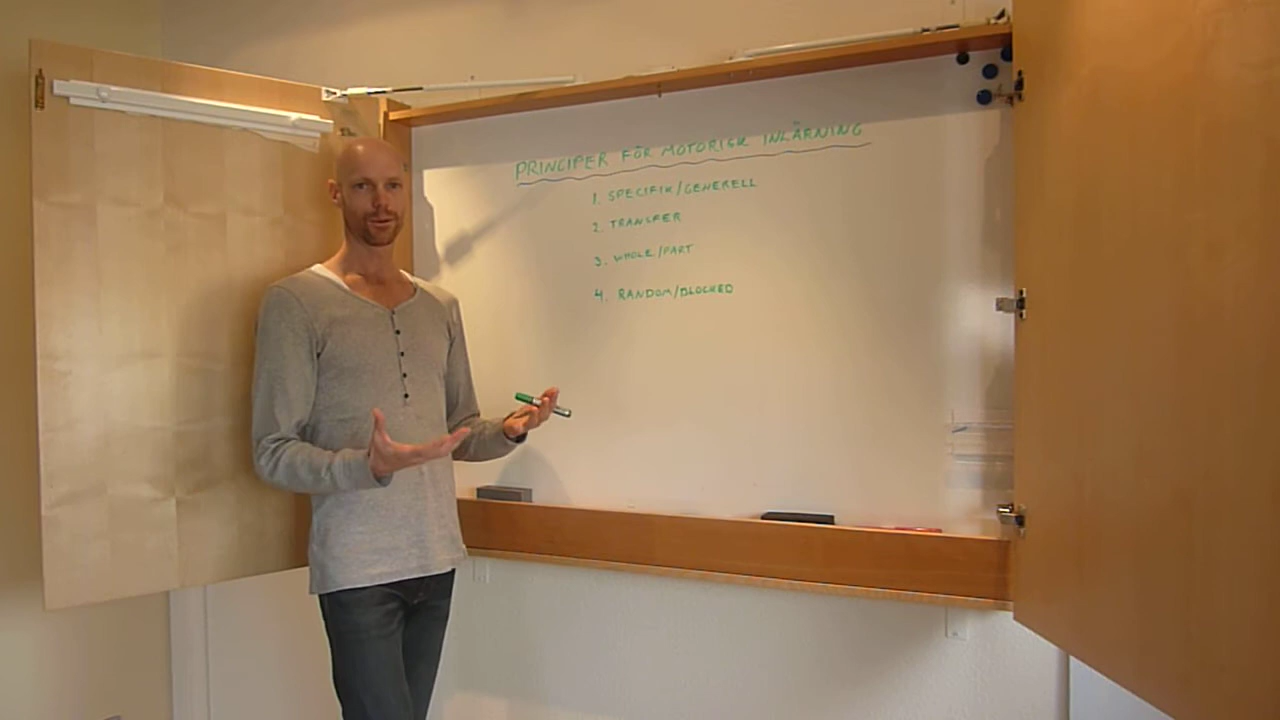 PRINCIPER FÖR MOTORISK INLÄRNING
1. SPECIFIK/GENERELL
2. TRANSFER
3. WHOLE/PART
4. RANDOM/BLOCKED